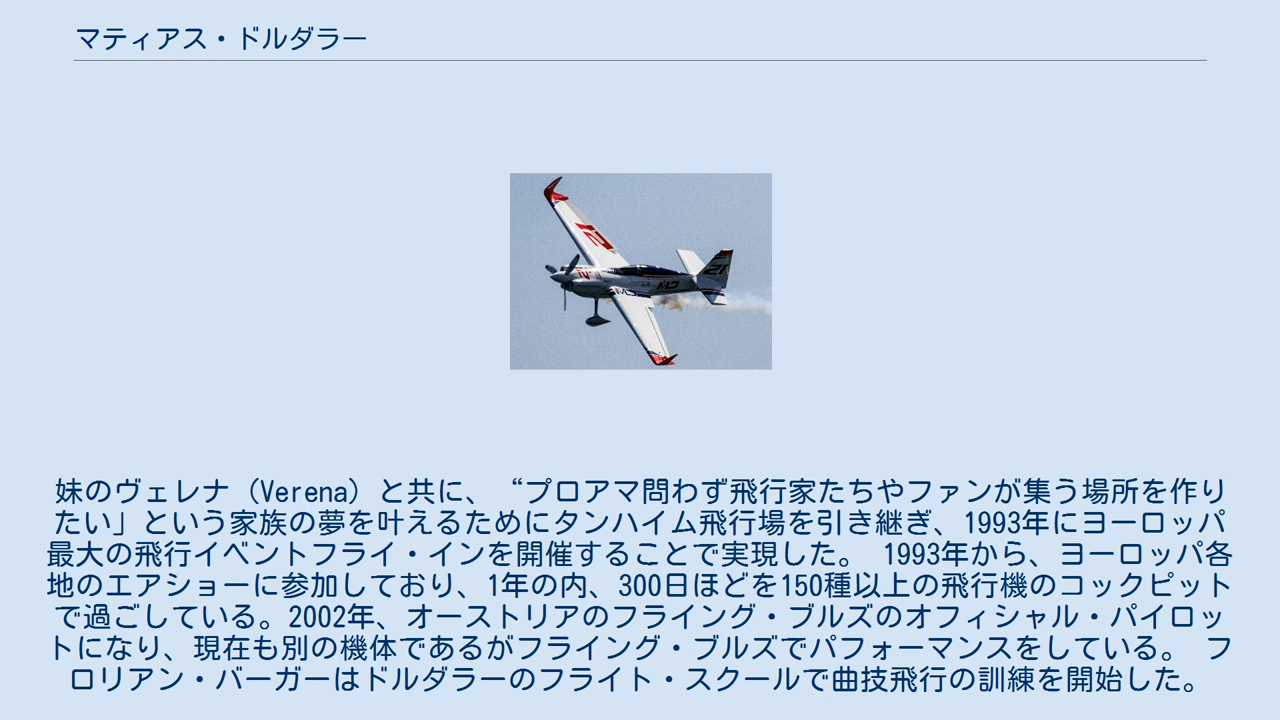 マティアス・ドルダラー
21
21
MD
MD
21
妹のヴェレナ（Verena）と共に、 “プロアマ問わず飛行家たちやファンが集う場所を作り
たい」という家族の夢を叶えるためにタンハイム飛行場を引き継ぎ、1993年にヨーロッパ
最大の飛行イベントフライ・インを開催することで実現した。 1993年から、ヨーロッパ各
地のエアショーに参加しており、1年の内、300日ほどを150種以上の飛行機のコックピット
で過ごしている。2002年、オーストリアのフライング・ブルズのオフィシャル・パイロッ
トになり、現在も別の機体であるがフライング・ブルズでパフォーマンスをしている。 フ
ロリアン・バーガーはドルダラーのフライト・スクールで曲技飛行の訓練を開始した。